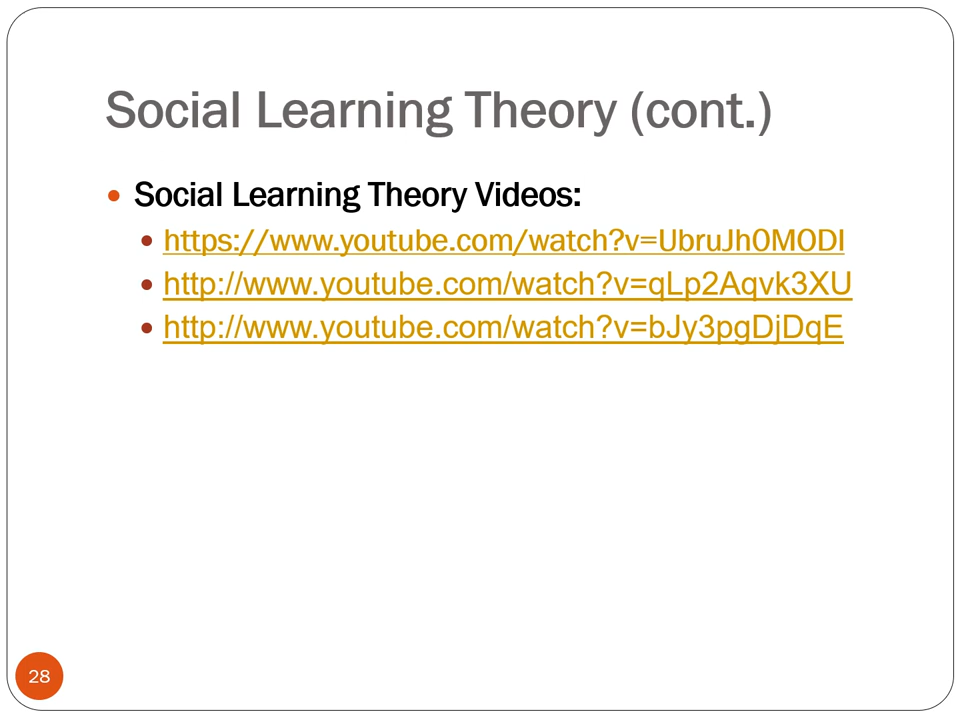 Social Learning Theory (cont.)
Social Learning Theory Videos:
https://www.youtube.com/watch?v=UbruJh0MODI
http://www.youtube.com/watch?v=qLp2Aqvk3XU
http://www.youtube.com/watch?v=bJy3pgDjDqE
28